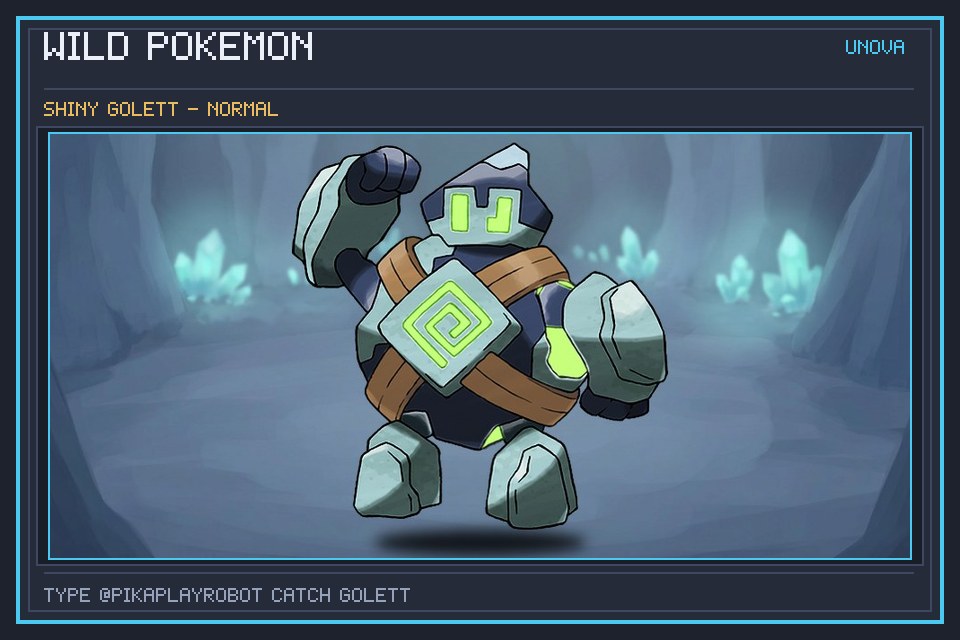 WILD POKEMON
UNOVA
SHINY GOLETT - NORMAL
TYPE @PIKAPLAYROBOT CATCH GOLETT